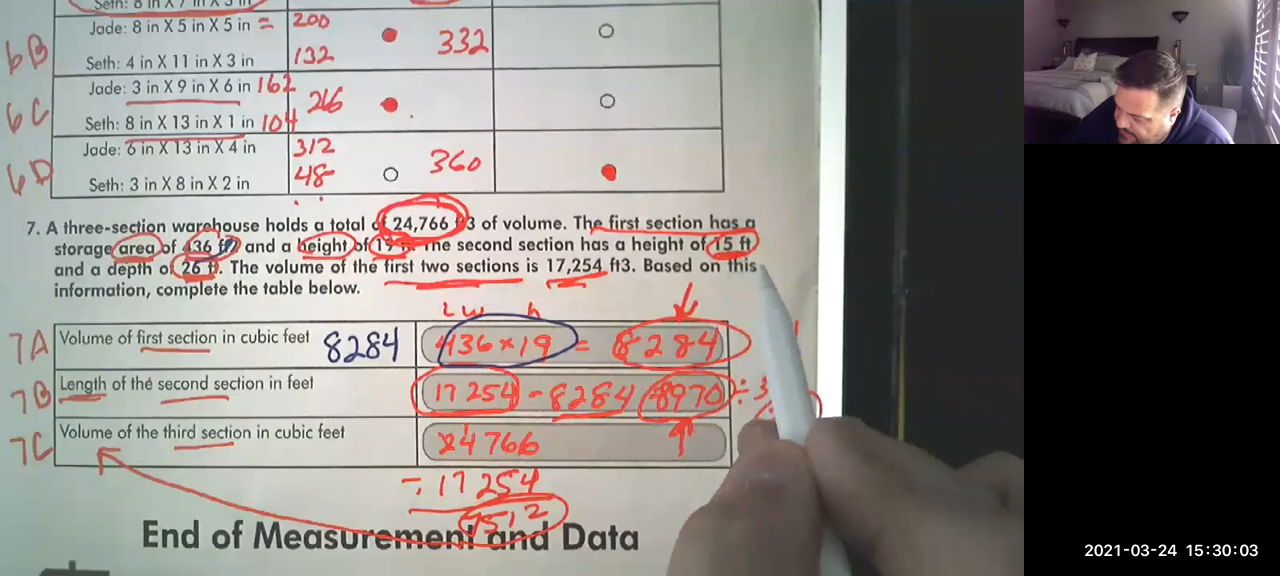 Seth: 8 in X 7 in X 3 in
Jade: 8 in X 5 in X 5 in = 200
6B 332
Seth: 4 in X 11 in X 3 in 132
Jade: 3 in X 9 in X 6 in 162
6C 266
Seth: 8 in X 13 in X 1 in 104
Jade: 6 in X 13 in X 4 in 312
6D 48 360
Seth: 3 in X 8 in X 2 in
7. A three-section warehouse holds a total of 24,766 ft3 of volume. The first section has a
storage area of 436 and a height of 19 The second section has a height of 15 ft
and a depth of 26 ft. The volume of the first two sections is 17,254 ft3. Based on this
information, complete the table below.
L W h
7A Volume of first section in cubic feet 8284 436 × 19 = 8284
7B Length of the second section in feet 17254 - 8284 8970 ÷ 3
7C Volume of the third section in cubic feet 24766
- 17254
7512
End of Measurement and Data
2021-03-24 15:30:03